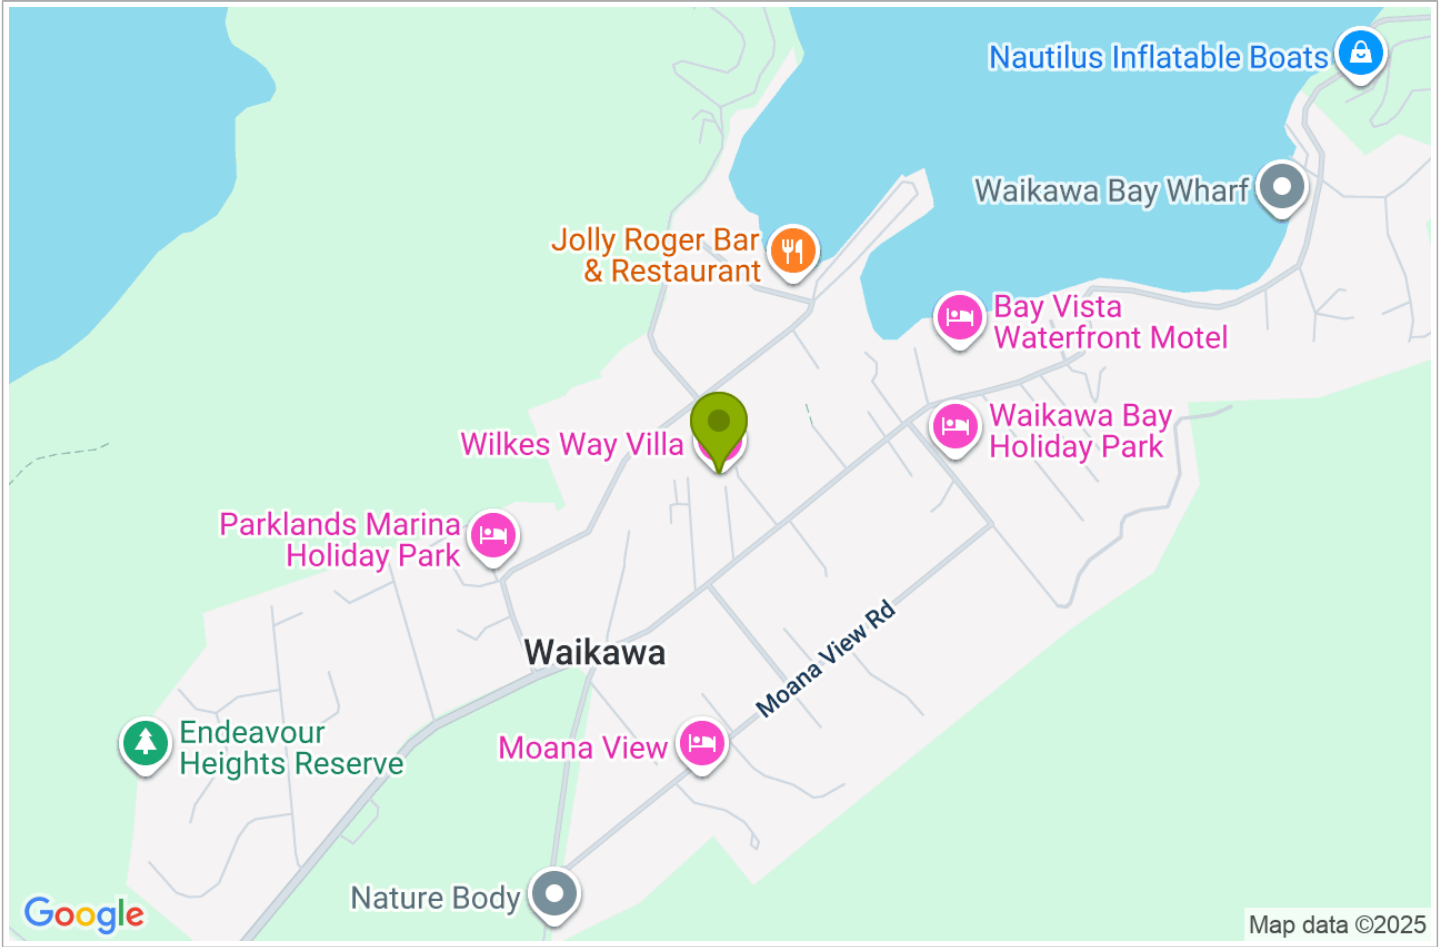 Nautilus Inflatable Boats
Waikawa Bay Wharf
Jolly Roger Bar
& Restaurant
Bay Vista
Waterfront Motel
Waikawa Bay
Holiday Park
Wilkes Way Villa
Parklands Marina
Holiday Park
Moana View Rd
Waikawa
Endeavour
Heights Reserve
Moana View
Nature Body
Google
Map data ©2025